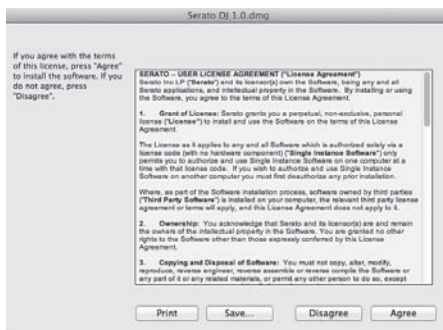 Serato DJ 1.0.dmg
If you agree with the terms
of this license, press "Agree"
to install the software. If you
do not agree, press
"Disagree".
SERATO – USER LICENSE AGREEMENT ("License Agreement")
Serato Inc LP ("Serato") and its licensor(s) own the Software, being any and all
Serato applications, and intellectual property in the Software. By installing or using
the Software, you agree to the terms of this License Agreement.
1. Grant of License: Serato grants you a perpetual, non-exclusive, personal
license ("License") to install and use the Software on the terms of this License
Agreement.
The License as it applies to any and all Software which is authorized solely via a
license code (with no hardware component) ("Single Instance Software") only
permits you to authorize and use Single Instance Software on one computer at a
time with that license code. If you wish to authorize and use Single Instance
Software on another computer you must first deauthorize any prior installation.
Where, as part of the Software installation process, software owned by third parties
("Third Party Software") is installed on your computer, the relevant third party license
agreement or terms will apply, and this License Agreement does not apply to it.
2. Ownership: You acknowledge that Serato and its licensor(s) are and remain
the owners of the intellectual property in the Software. You are granted no other
rights to the Software other than those expressly conferred by this License
Agreement.
3. Copying and Disposal of Software: You must not copy, alter, modify,
reproduce, reverse engineer, reverse assemble or reverse compile the Software or
any part of it or any related materials, or permit any other person to do so, except
Print
Save...
Disagree
Agree